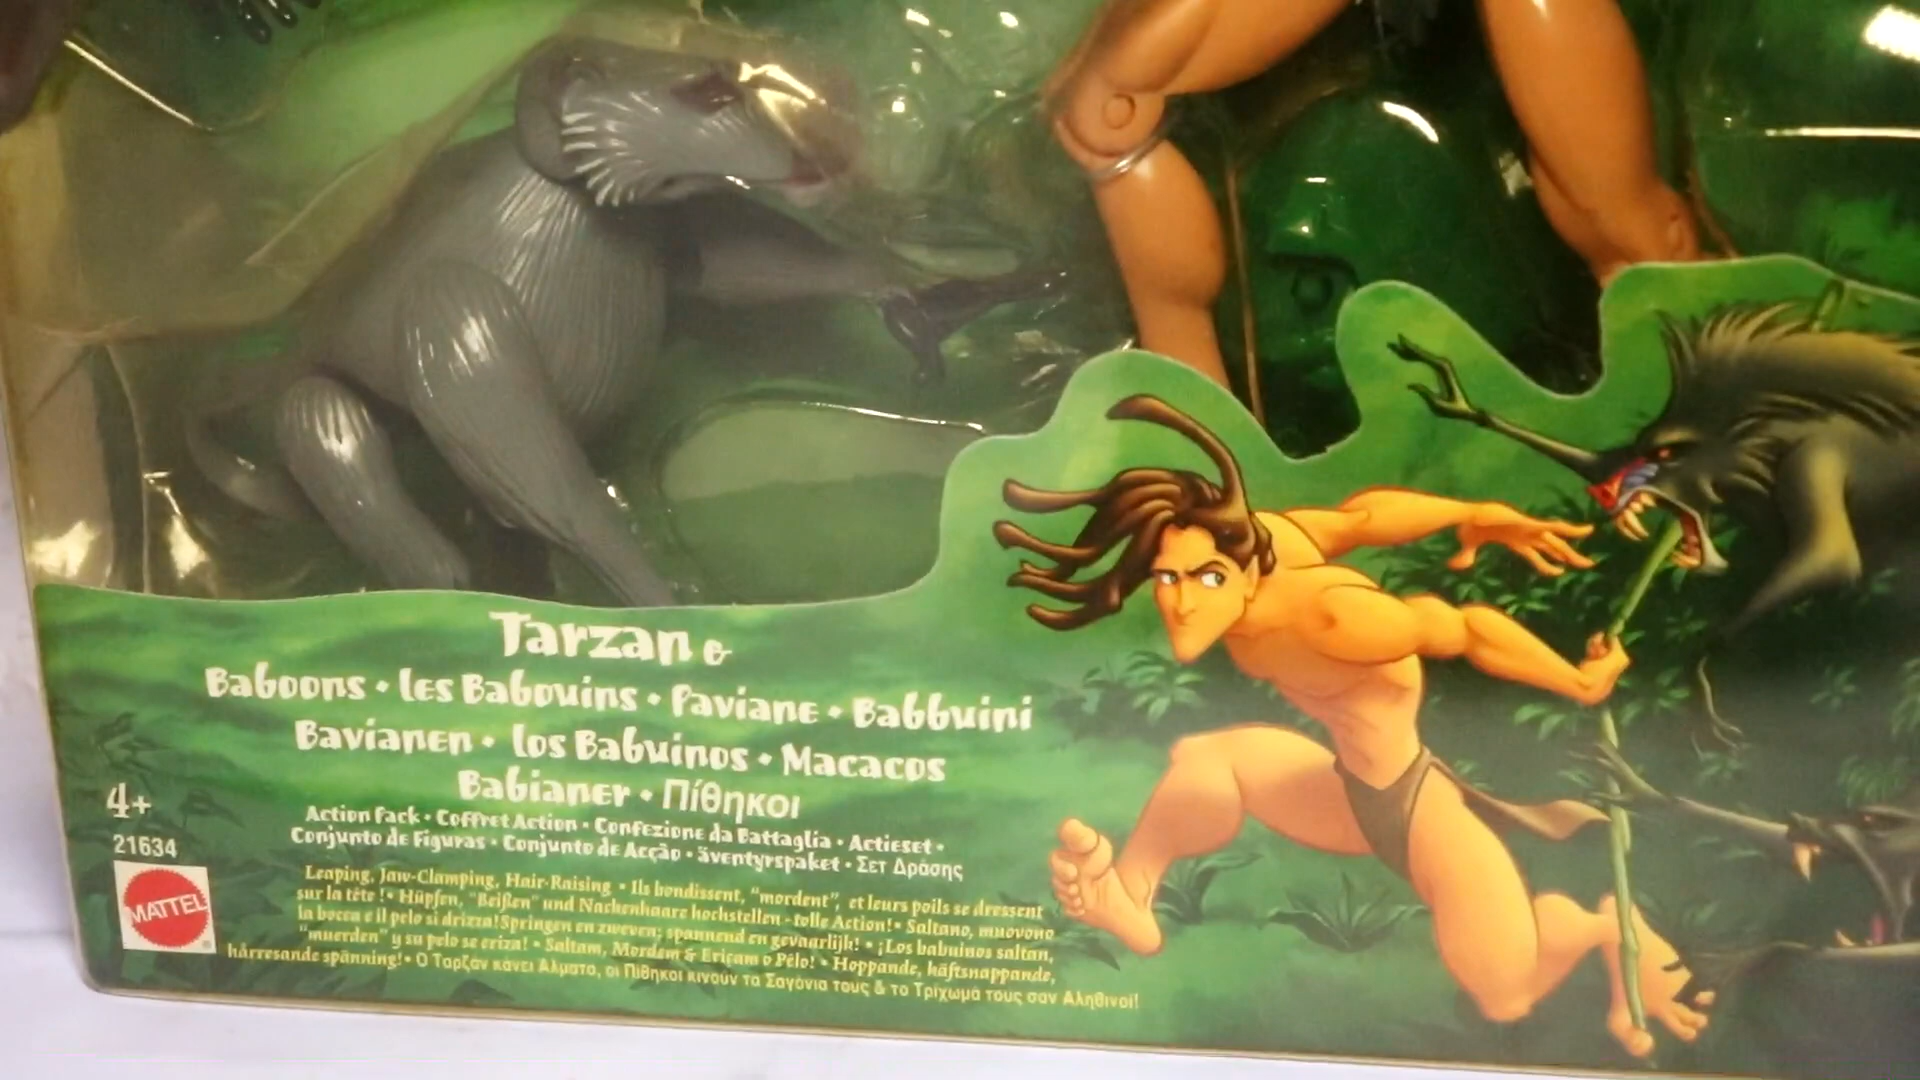 Tarzan &
Baboons • les Babouins • Paviane • Babbuini
Bavianen • los Babuinos • Macacos
Babianer • Πίθηκοι
Action Pack • Coffret Action • Confezione da Battaglia • Actieset •
Conjunto de Figuras • Conjunto de Acção • äventyrspaket • Σετ Δράσης
4+
21634
MATTEL
Leaping, Jaw-Clamping, Hair-Raising • Ils bondissent, "mordent", et leurs poils se dressent
sur la tête ! • Hüpfen, "Beißen" und Nackenhaare hochstellen - tolle Action! • Saltano, muovono
la bocca e il pelo si drizza! Springen en zweven; spannend en gevaarlijk! • ¡Los babuinos saltan,
"muerden" y su pelo se eriza! • Saltam, Mordem & Eriçam o Pêlo! • Hoppande, käftsnappande,
hårresande spänning! • Ο Ταρζάν κάνει Άλματα, οι Πίθηκοι κινούν τα Σαγόνια τους & το Τρίχωμά τους σαν Αληθινοί!